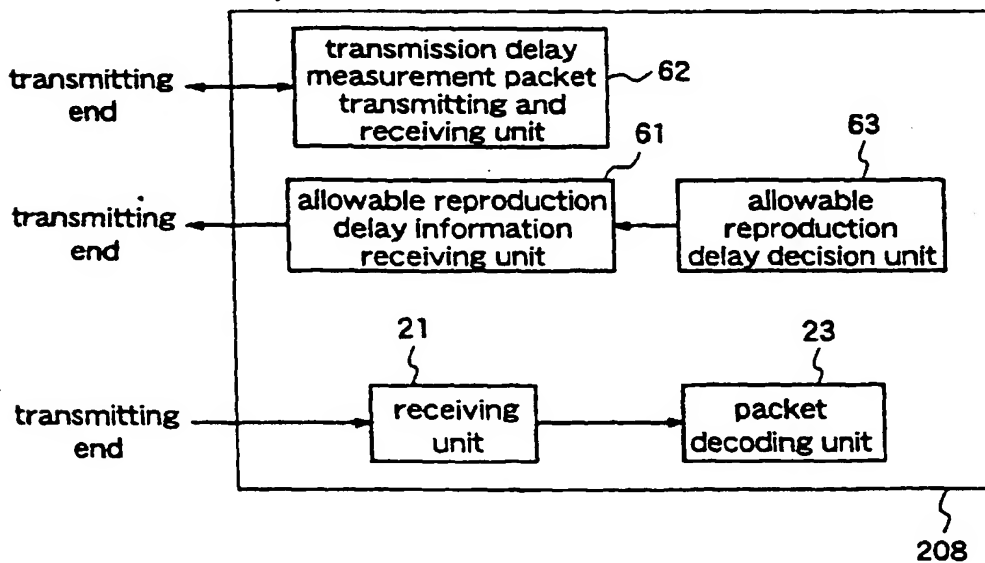 transmission delay
measurement packet
transmitting and
receiving unit
62
transmitting
end
61
63
allowable reproduction
delay information
receiving unit
allowable
reproduction
delay decision unit
transmitting
end
21
23
receiving
unit
packet
decoding unit
transmitting
end
208